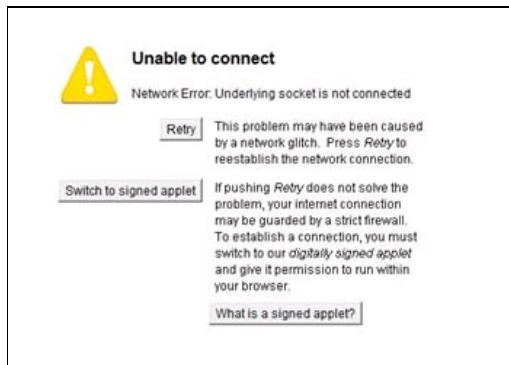 Unable to connect
Network Error: Underlying socket is not connected
Retry
This problem may have been caused
by a network glitch. Press Retry to
reestablish the network connection.
Switch to signed applet
If pushing Retry does not solve the
problem, your internet connection
may be guarded by a strict firewall.
To establish a connection, you must
switch to our digitally signed applet
and give it permission to run within
your browser.
What is a signed applet?